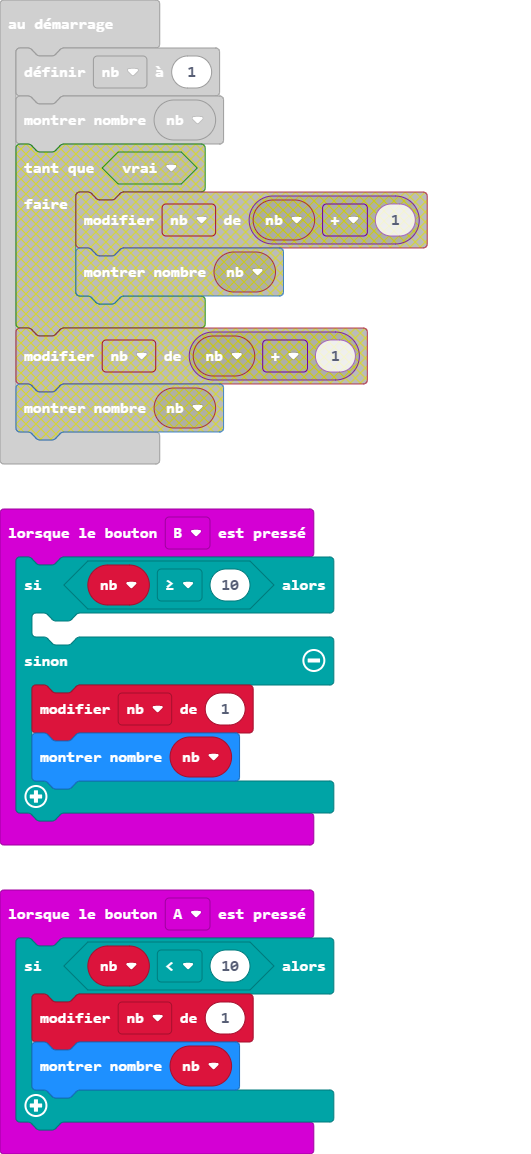 au démarrage
définir nb à 1
montrer nombre nb
tant que vrai
faire
modifier nb de nb + 1
montrer nombre nb
modifier nb de nb + 1
montrer nombre nb
lorsque le bouton B est pressé
si nb ≥ 10 alors
sinon
modifier nb de 1
montrer nombre nb
lorsque le bouton A est pressé
si nb < 10 alors
modifier nb de 1
montrer nombre nb